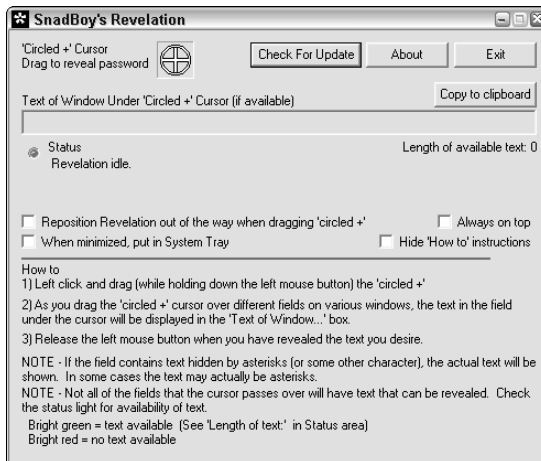 SnadBoy's Revelation
'Circled +' Cursor
Drag to reveal password
Check For Update
About
Exit
Copy to clipboard
Text of Window Under 'Circled +' Cursor (if available)
Status
Length of available text: 0
Revelation idle.
Reposition Revelation out of the way when dragging 'circled +'
Always on top
When minimized, put in System Tray
Hide 'How to' instructions
How to
1) Left click and drag (while holding down the left mouse button) the 'circled +'
2) As you drag the 'circled +' cursor over different fields on various windows, the text in the field
under the cursor will be displayed in the 'Text of Window...' box.
3) Release the left mouse button when you have revealed the text you desire.
NOTE - If the field contains text hidden by asterisks (or some other character), the actual text will be
shown. In some cases the text may actually be asterisks.
NOTE - Not all of the fields that the cursor passes over will have text that can be revealed. Check
the status light for availability of text.
Bright green = text available (See 'Length of text:' in Status area)
Bright red = no text available